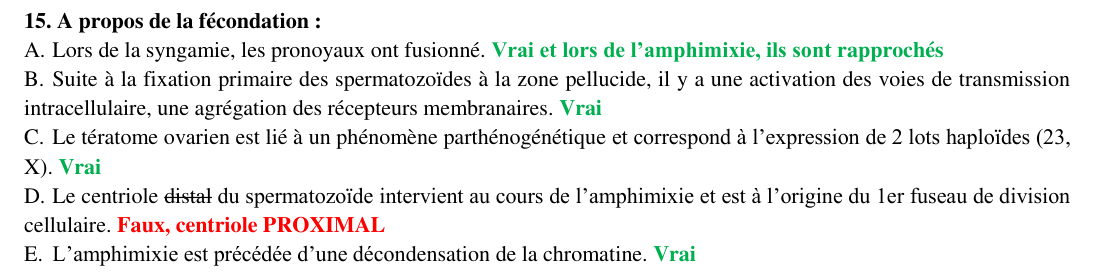 15. A propos de la fécondation :
A. Lors de la syngamie, les pronoyaux ont fusionné. Vrai et lors de l'amphimixie, ils sont rapprochés
B. Suite à la fixation primaire des spermatozoïdes à la zone pellucide, il y a une activation des voies de transmission
intracellulaire, une agrégation des récepteurs membranaires. Vrai
C. Le tératome ovarien est lié à un phénomène parthénogénétique et correspond à l'expression de 2 lots haploïdes (23,
X). Vrai
D. Le centriole distal du spermatozoïde intervient au cours de l'amphimixie et est à l'origine du 1er fuseau de division
cellulaire. Faux, centriole PROXIMAL
E. L'amphimixie est précédée d'une décondensation de la chromatine. Vrai